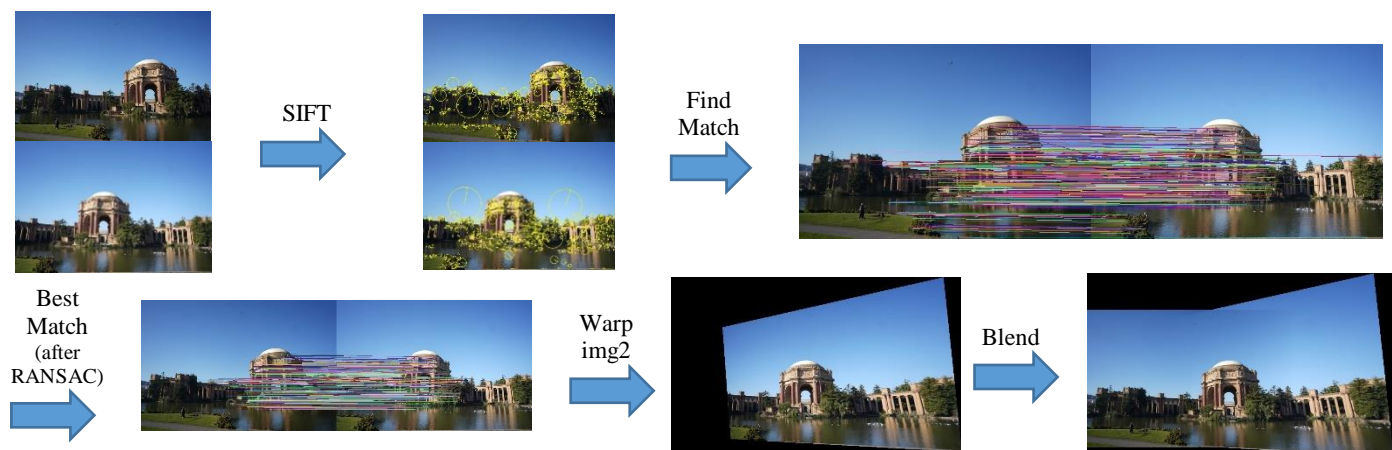 SIFT
Find
Match
Best
Match
(after
RANSAC)
Warp
img2
Blend